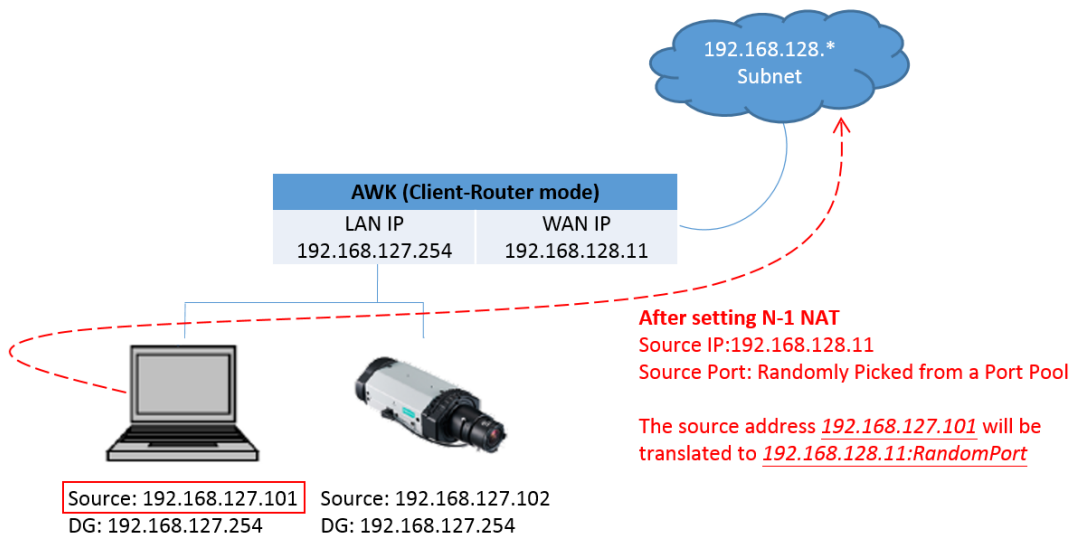 192.168.128.*
Subnet
AWK (Client-Router mode)
LAN IP
192.168.127.254
WAN IP
192.168.128.11
After setting N-1 NAT
Source IP:192.168.128.11
Source Port: Randomly Picked from a Port Pool
The source address 192.168.127.101 will be
translated to 192.168.128.11:RandomPort
Source: 192.168.127.101
DG: 192.168.127.254
Source: 192.168.127.102
DG: 192.168.127.254